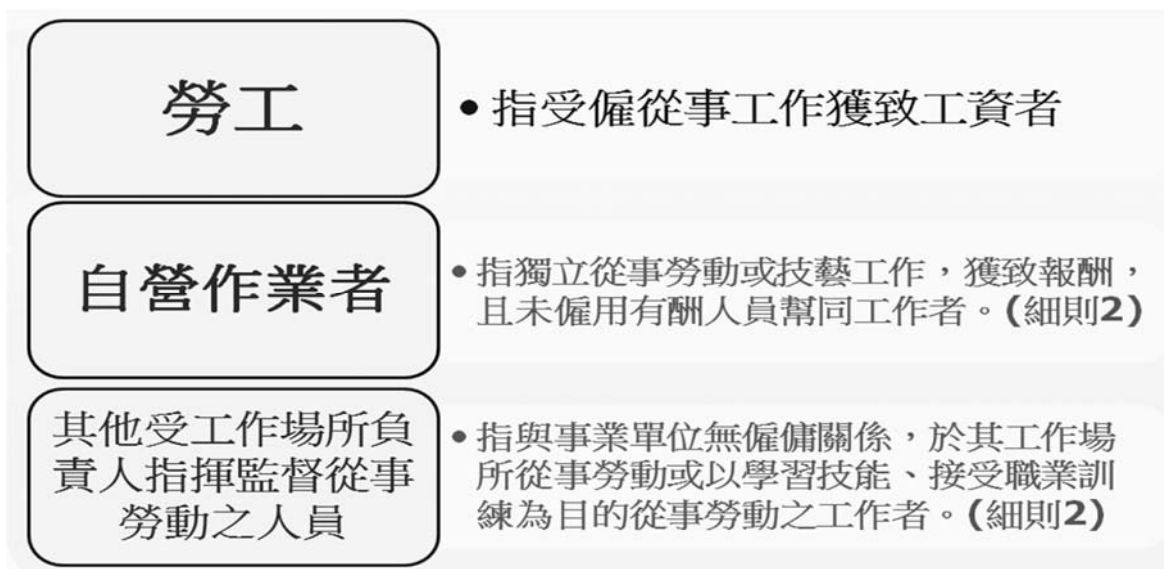 勞工
•指受僱從事工作獲致工資者
自營作業者
•指獨立從事勞動或技藝工作，獲致報酬，
且未僱用有酬人員幫同工作者。(細則2)
其他受工作場所負
責人指揮監督從事
勞動之人員
•指與事業單位無僱傭關係，於其工作場
所從事勞動或以學習技能、接受職業訓
練為目的從事勞動之工作者。(細則2)